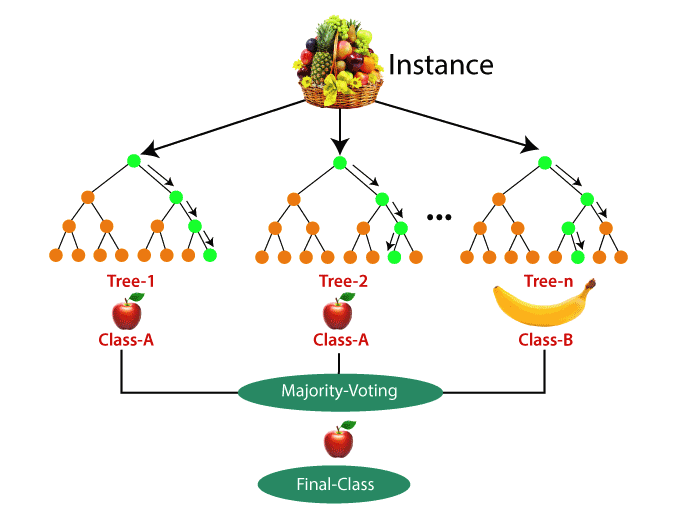 Instance
...
Tree-1
Tree-2
Tree-n
Class-A
Class-A
Class-B
Majority-Voting
Final-Class